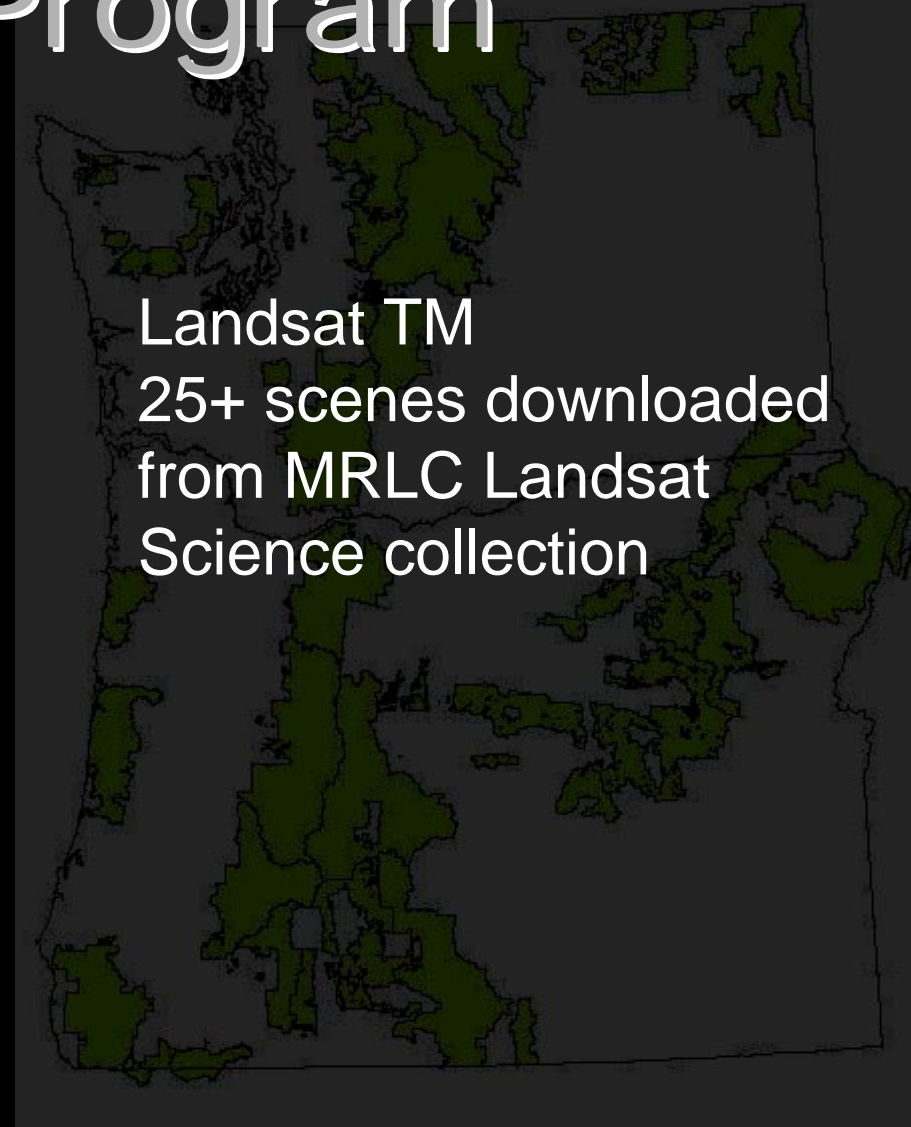 Program
Landsat TM
25+ scenes downloaded
from MRLC Landsat
Science collection